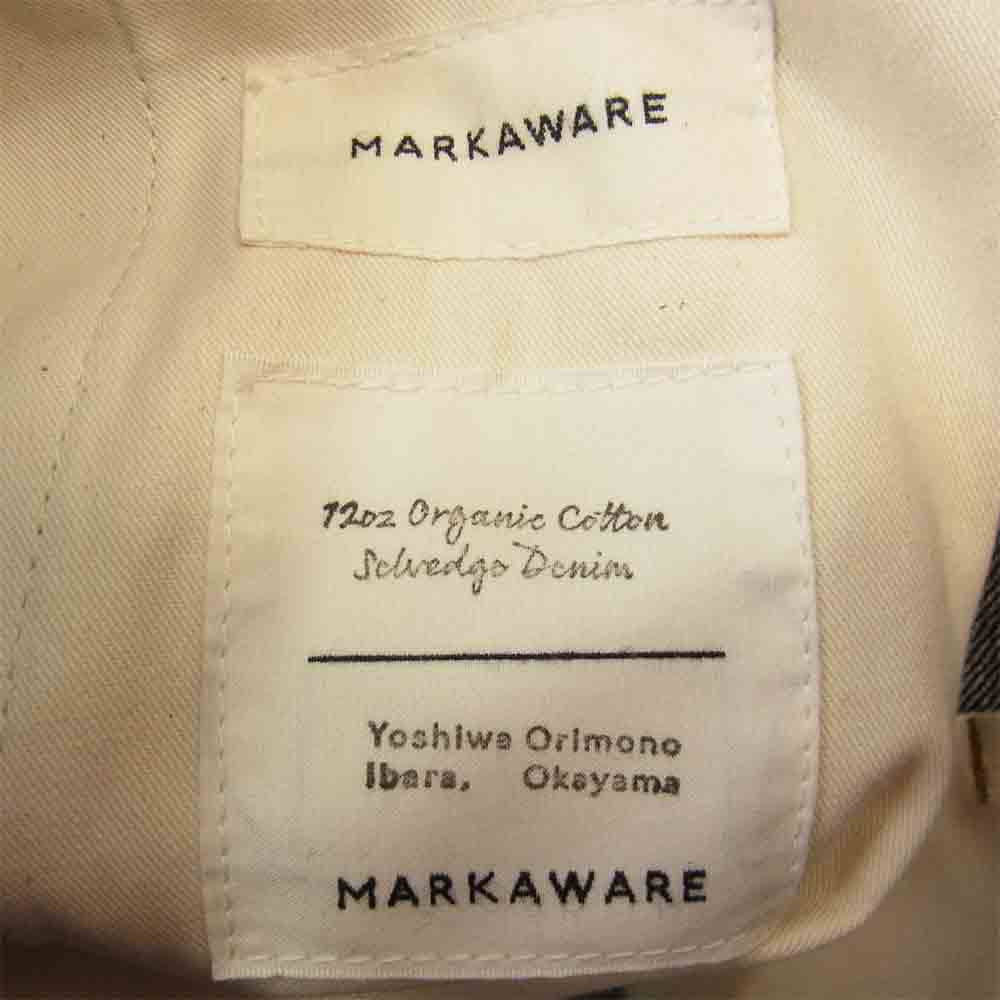 MARKAWARE
12oz Organic Cotton
Selvedge Denim
Yoshiwa Orimono
Ibara, Okayama
MARKAWARE